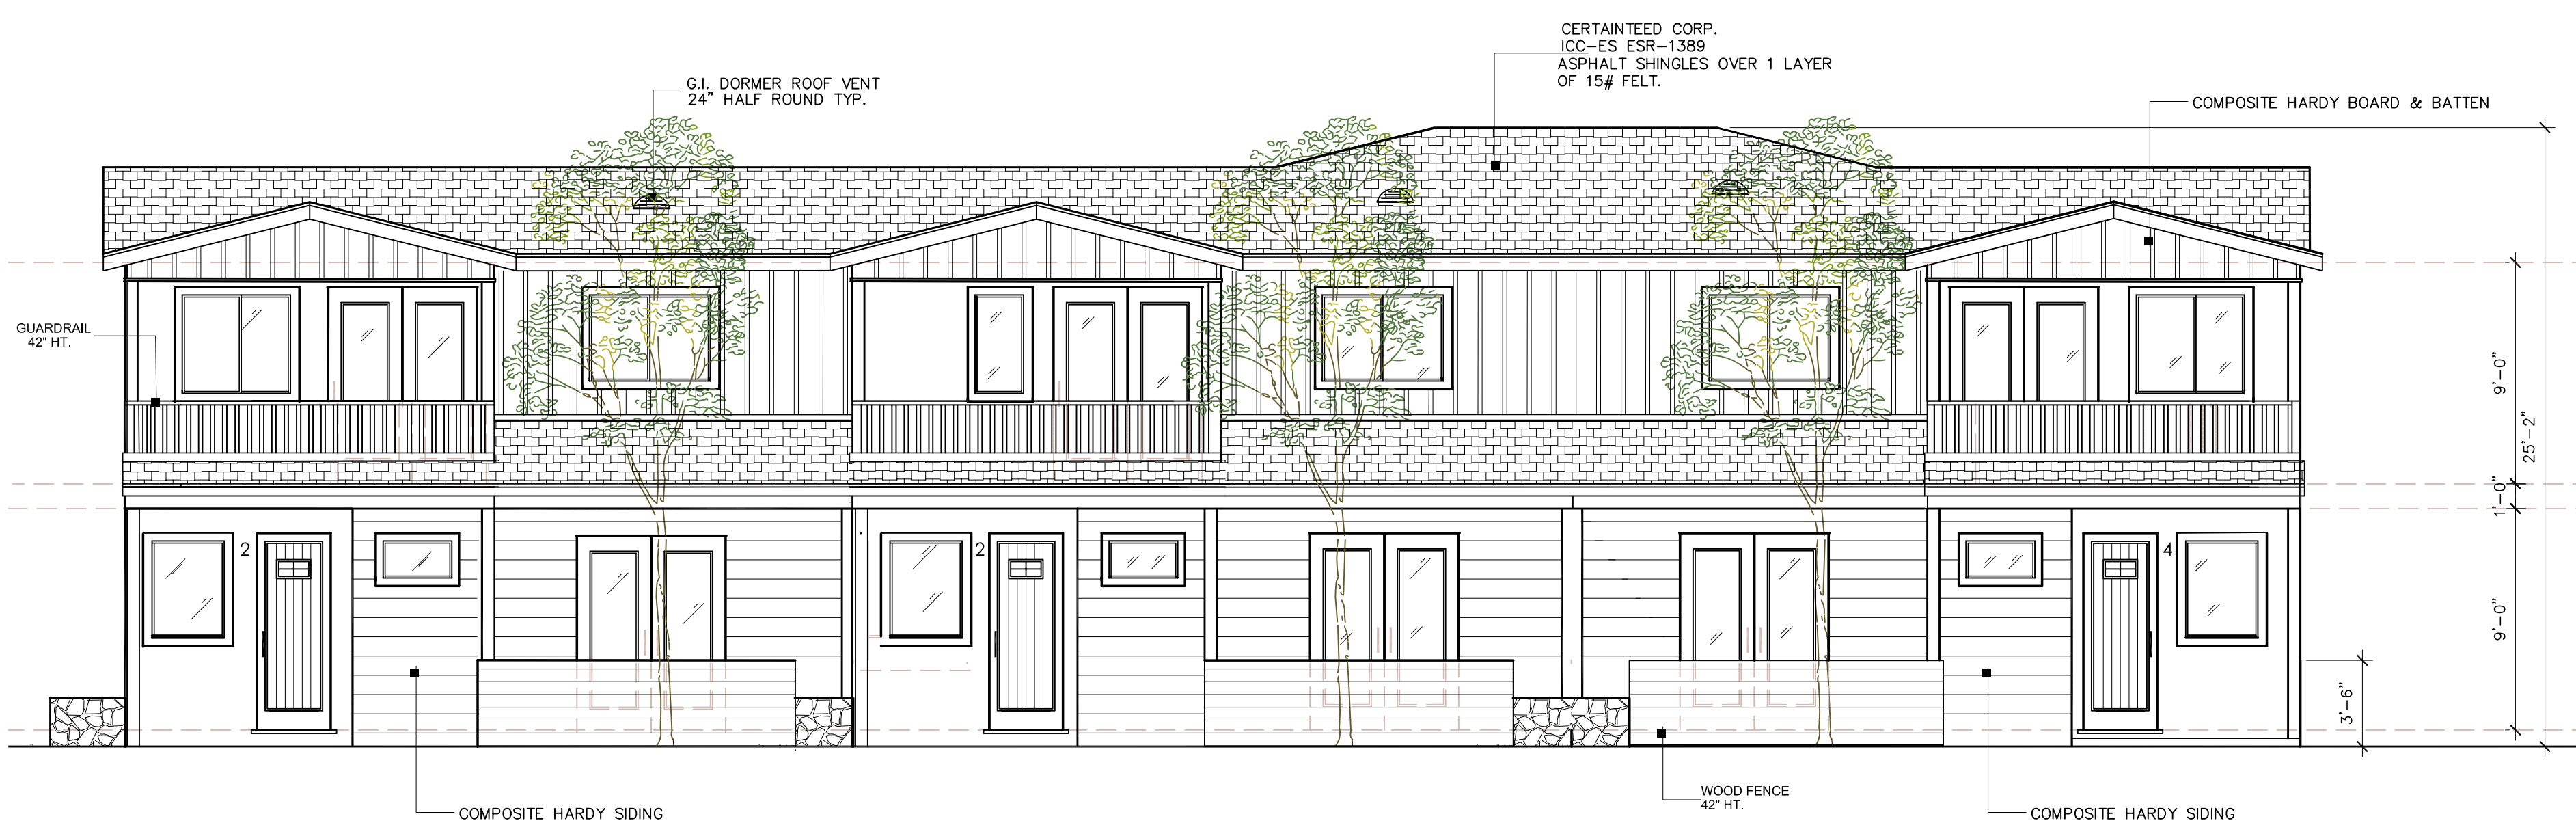 CERTAINTEED CORP.
ICC-ES ESR-1389
ASPHALT SHINGLES OVER 1 LAYER
OF 15# FELT.
G.I. DORMER ROOF VENT
24" HALF ROUND TYP.
COMPOSITE HARDY BOARD & BATTEN
GUARDRAIL
42" HT.
9'-0"
25'-2"
1'-0"
2
2
4
9'-0"
3'-6"
WOOD FENCE
42" HT.
COMPOSITE HARDY SIDING
COMPOSITE HARDY SIDING